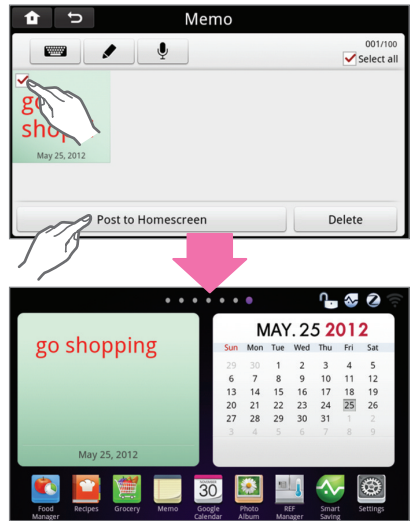 Memo
001/100
Select all
go
shop
May 25, 2012
Post to Homescreen
Delete
go shopping
May 25, 2012
MAY. 25 2012
Sun Mon Tue Wed Thu Fri Sat
29 30 1 2 3 4 5
6 7 8 9 10 11 12
13 14 15 16 17 18 19
20 21 22 23 24 25 26
27 28 29 30 31 1 2
3 4 5 6 7 8 9
30
Food Manager
Recipes
Grocery
Memo
Google Calendar
Photo Album
REF Manager
Smart Saving
Settings